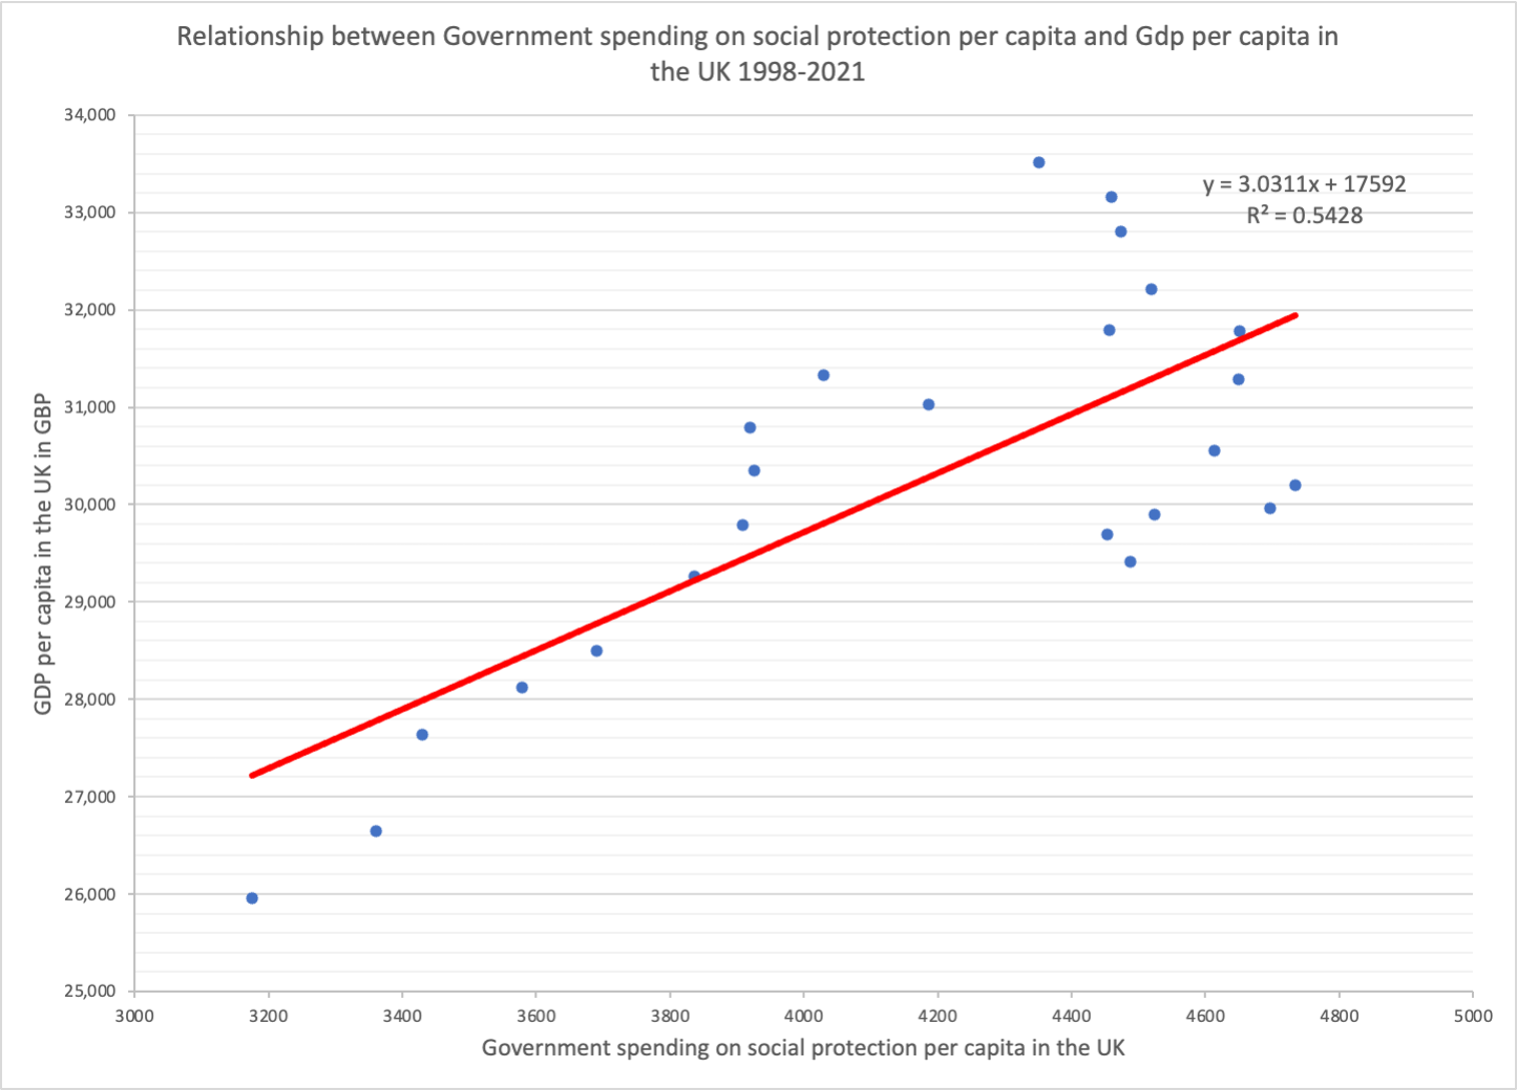 Relationship between Government spending on social protection per capita and Gdp per capita in
the UK 1998-2021
34,000
33,000
32,000
31,000
30,000
29,000
28,000
27,000
26,000
25,000
GDP per capita in the UK in GBP
y = 3.0311x + 17592
R² = 0.5428
3000 3200 3400 3600 3800 4000 4200 4400 4600 4800 5000
Government spending on social protection per capita in the UK